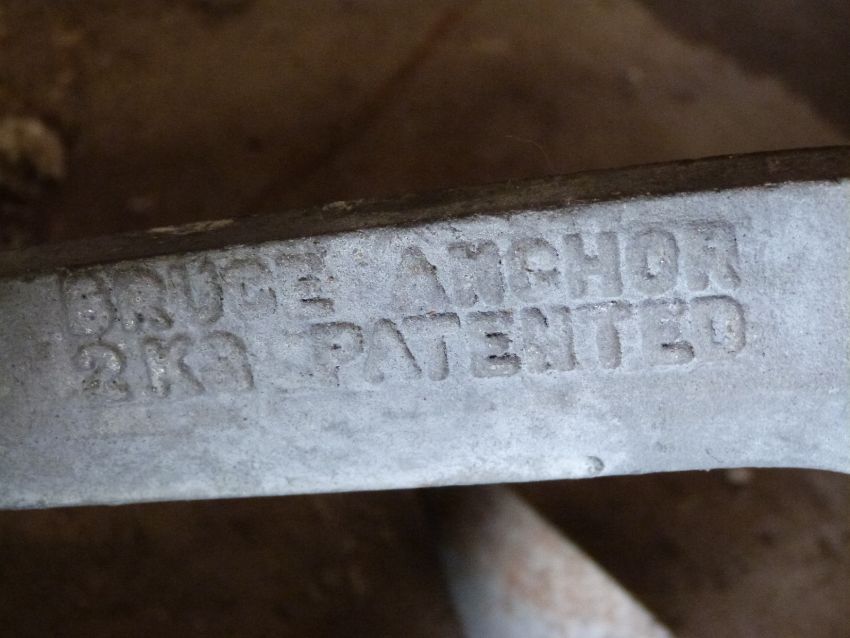 BRUCE ANCHOR
2KG PATENTED